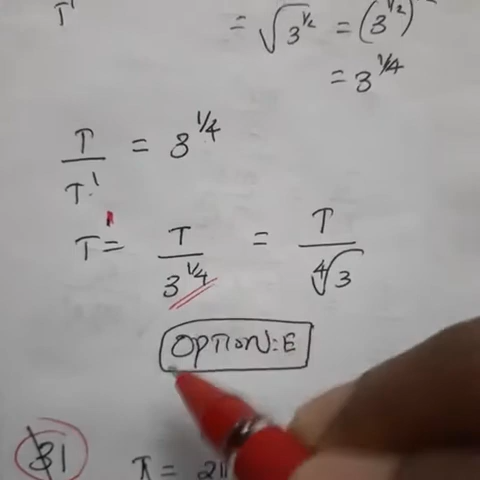 T'
= √3^1/2 = (3^1/2)
= 3^1/4
T/T' = 3^1/4
T' = T/3^1/4 = T/∜3
OPTION:E
31 T = 2π